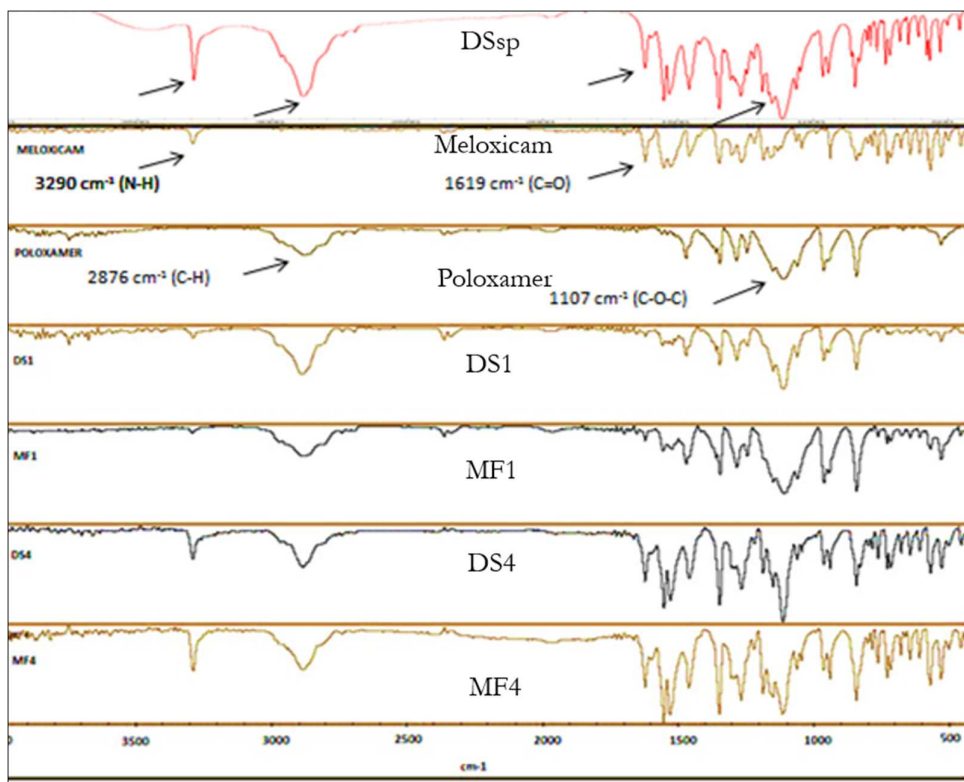 DSsp
MELOXICAM
Meloxicam
3290 cm-1 (N-H)
1619 cm-1 (C=O)
POLOXAMER
2876 cm⁻¹ (C-H)
Poloxamer
1107 cm⁻¹ (C-O-C)
DS1
DS1
MF1
MF1
DS4
DS4
MF4
MF4
3500 3000 2500 2000 1500 1000 500
cm-1